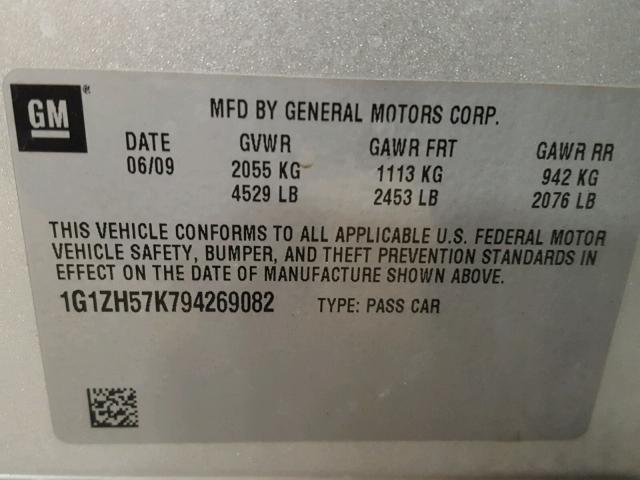 GM®
MFD BY GENERAL MOTORS CORP.
DATE GVWR GAWR FRT GAWR RR
06/09 2055 KG 1113 KG 942 KG
4529 LB 2453 LB 2076 LB
THIS VEHICLE CONFORMS TO ALL APPLICABLE U.S. FEDERAL MOTOR
VEHICLE SAFETY, BUMPER, AND THEFT PREVENTION STANDARDS IN
EFFECT ON THE DATE OF MANUFACTURE SHOWN ABOVE.
1G1ZH57K794269082 TYPE: PASS CAR